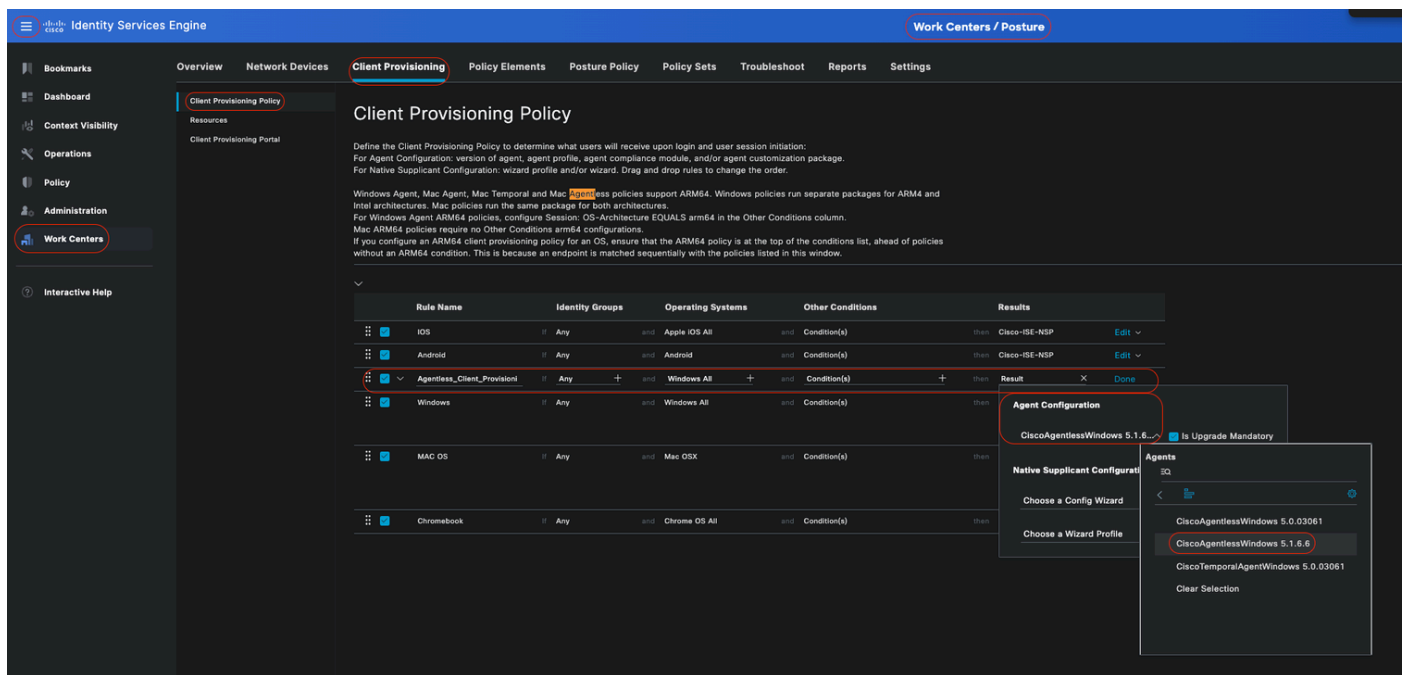 cisco Identity Services Engine
Work Centers / Posture
Bookmarks
Dashboard
Context Visibility
Operations
Policy
Administration
Work Centers
Interactive Help
Overview Network Devices Client Provisioning Policy Elements Posture Policy Policy Sets Troubleshoot Reports Settings
Client Provisioning Policy
Resources
Client Provisioning Portal
Client Provisioning Policy
Define the Client Provisioning Policy to determine what users will receive upon login and user session initiation:
For Agent Configuration: version of agent, agent profile, agent compliance module, and/or agent customization package.
For Native Supplicant Configuration: wizard profile and/or wizard. Drag and drop rules to change the order.
Windows Agent, Mac Agent, Mac Temporal and Mac Agentless policies support ARM64. Windows policies run separate packages for ARM4 and
Intel architectures. Mac policies run the same package for both architectures.
For Windows Agent ARM64 policies, configure Session: OS-Architecture EQUALS arm64 in the Other Conditions column.
Mac ARM64 policies require no Other Conditions arm64 configurations.
If you configure an ARM64 client provisioning policy for an OS, ensure that the ARM64 policy is at the top of the conditions list, ahead of policies
without an ARM64 condition. This is because an endpoint is matched sequentially with the policies listed in this window.
Rule Name Identity Groups Operating Systems Other Conditions Results
IOS If Any and Apple iOS All and Condition(s) then Cisco-ISE-NSP Edit
Android If Any and Android and Condition(s) then Cisco-ISE-NSP Edit
Agentless_Client_Provisioni If Any and Windows All and Condition(s) then Result Done
Windows If Any and Windows All and Condition(s) then
MAC OS If Any and Mac OSX and Condition(s) then
Chromebook If Any and Chrome OS All and Condition(s) then
Agent Configuration
CiscoAgentlessWindows 5.1.6... Is Upgrade Mandatory
Native Supplicant Configurati
Choose a Config Wizard
Choose a Wizard Profile
Agents
CiscoAgentlessWindows 5.0.03061
CiscoAgentlessWindows 5.1.6.6
CiscoTemporalAgentWindows 5.0.03061
Clear Selection